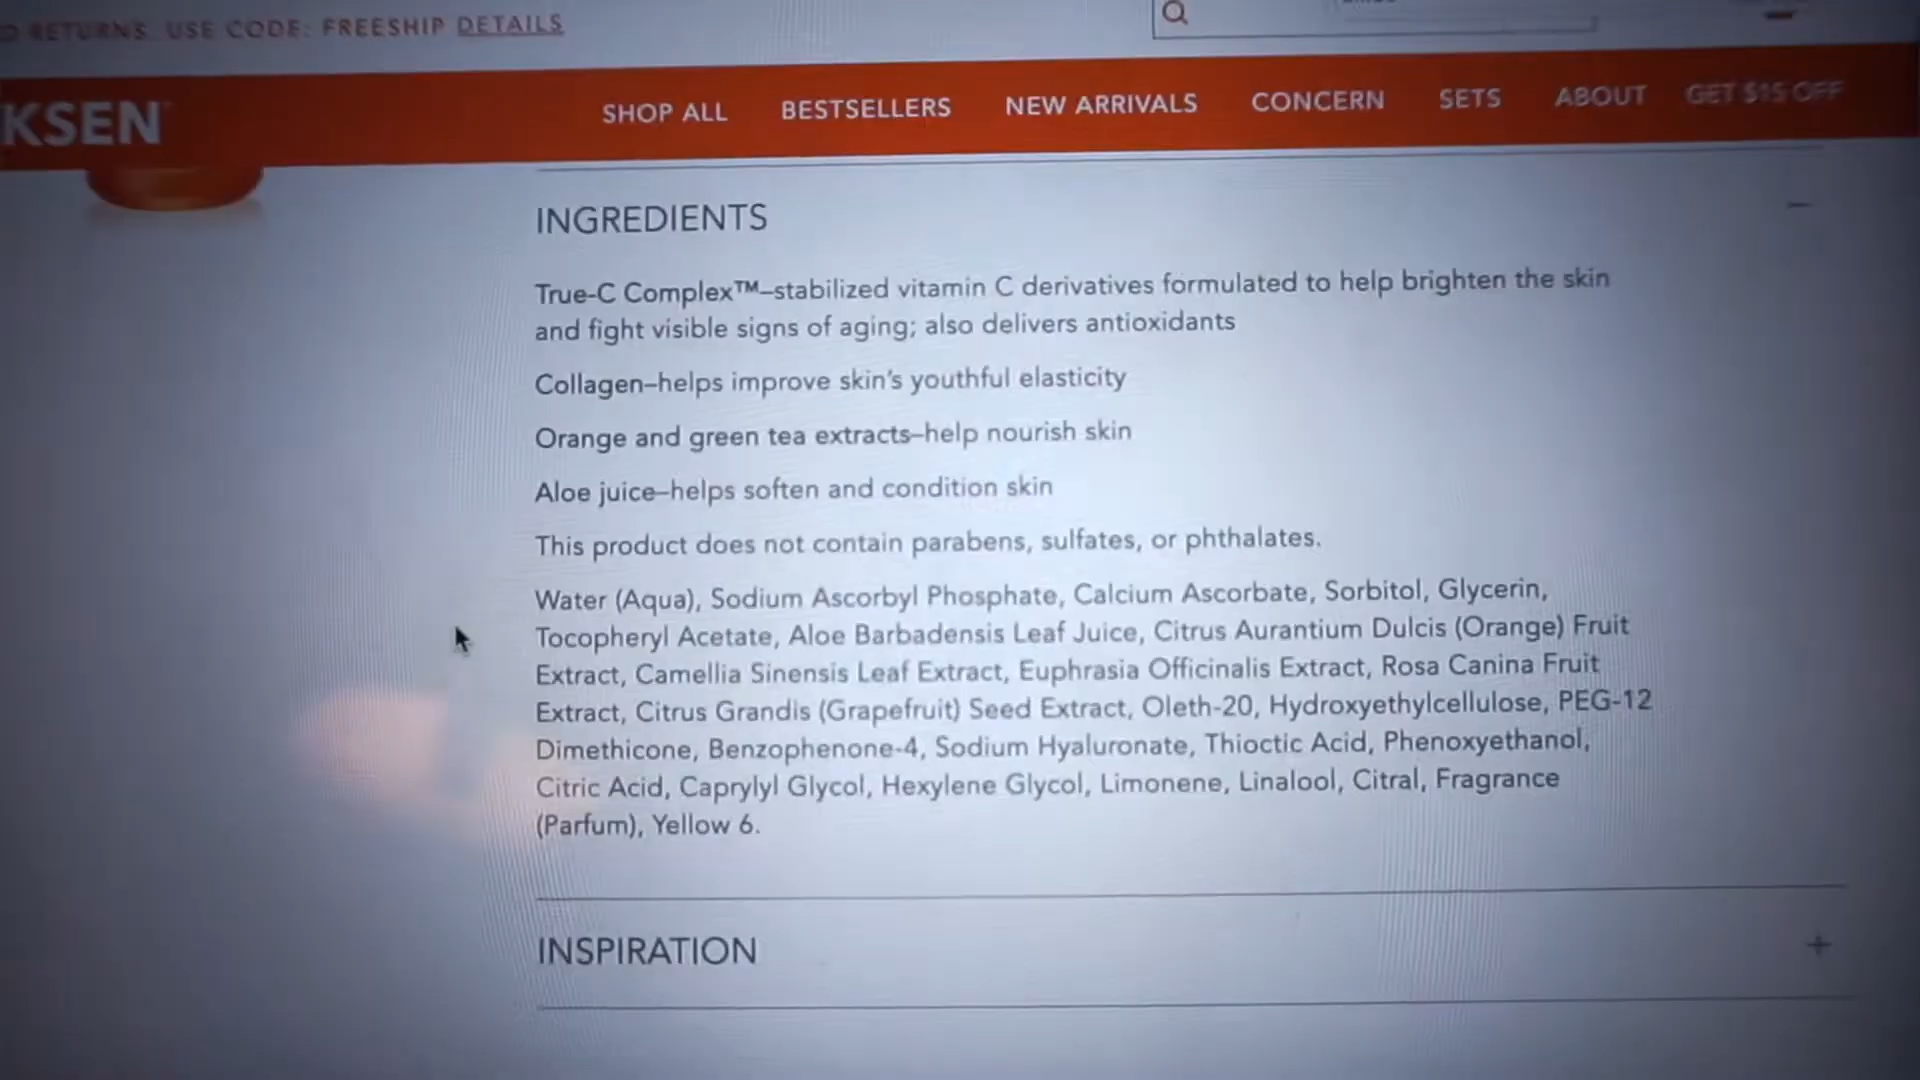 RETURNS. USE CODE: FREESHIP DETAILS
KSEN
SHOP ALL BESTSELLERS NEW ARRIVALS CONCERN SETS ABOUT GET $15 OFF
INGREDIENTS
True-C Complex™–stabilized vitamin C derivatives formulated to help brighten the skin
and fight visible signs of aging; also delivers antioxidants
Collagen–helps improve skin's youthful elasticity
Orange and green tea extracts–help nourish skin
Aloe juice–helps soften and condition skin
This product does not contain parabens, sulfates, or phthalates.
Water (Aqua), Sodium Ascorbyl Phosphate, Calcium Ascorbate, Sorbitol, Glycerin,
Tocopheryl Acetate, Aloe Barbadensis Leaf Juice, Citrus Aurantium Dulcis (Orange) Fruit
Extract, Camellia Sinensis Leaf Extract, Euphrasia Officinalis Extract, Rosa Canina Fruit
Extract, Citrus Grandis (Grapefruit) Seed Extract, Oleth-20, Hydroxyethylcellulose, PEG-12
Dimethicone, Benzophenone-4, Sodium Hyaluronate, Thioctic Acid, Phenoxyethanol,
Citric Acid, Caprylyl Glycol, Hexylene Glycol, Limonene, Linalool, Citral, Fragrance
(Parfum), Yellow 6.
INSPIRATION